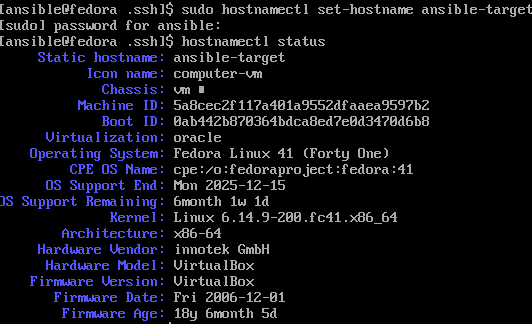 [ansible@fedora .ssh]$ sudo hostnamectl set-hostname ansible-target
[sudo] password for ansible:
[ansible@fedora .ssh]$ hostnamectl status
Static hostname: ansible-target
Icon name: computer-vm
Chassis: vm
Machine ID: 5a8cec2f117a401a9552dfaaea9597b2
Boot ID: 0ab442b870364bdca8ed7e0d3470d6b8
Virtualization: oracle
Operating System: Fedora Linux 41 (Forty One)
CPE OS Name: cpe:/o:fedoraproject:fedora:41
OS Support End: Mon 2025-12-15
OS Support Remaining: 6month 1w 1d
Kernel: Linux 6.14.9-200.fc41.x86_64
Architecture: x86-64
Hardware Vendor: innotek GmbH
Hardware Model: VirtualBox
Firmware Version: VirtualBox
Firmware Date: Fri 2006-12-01
Firmware Age: 18y 6month 5d